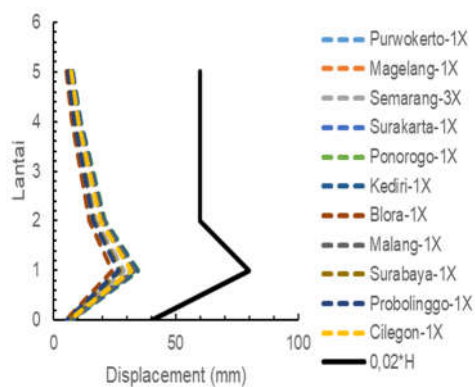 6
5
4
3
2
1
0
Lantai
0
50
100
Displacement (mm)
Purwokerto-1X
Magelang-1X
Semarang-3X
Surakarta-1X
Ponorogo-1X
Kediri-1X
Blora-1X
Malang-1X
Surabaya-1X
Probolinggo-1X
Cilegon-1X
0,02*H